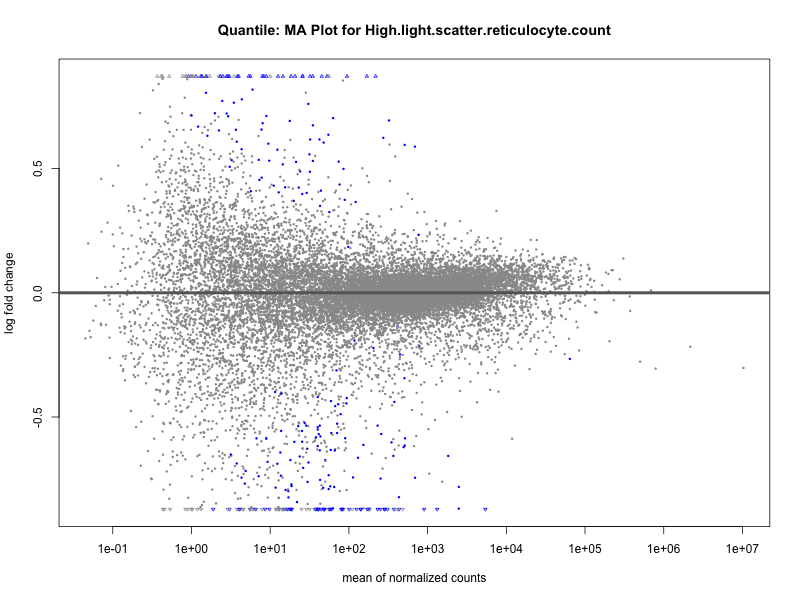 Quantile: MA Plot for High.light.scatter.reticulocyte.count
log fold change
0.5
0.0
-0.5
1e-01 1e+00 1e+01 1e+02 1e+03 1e+04 1e+05 1e+06 1e+07
mean of normalized counts